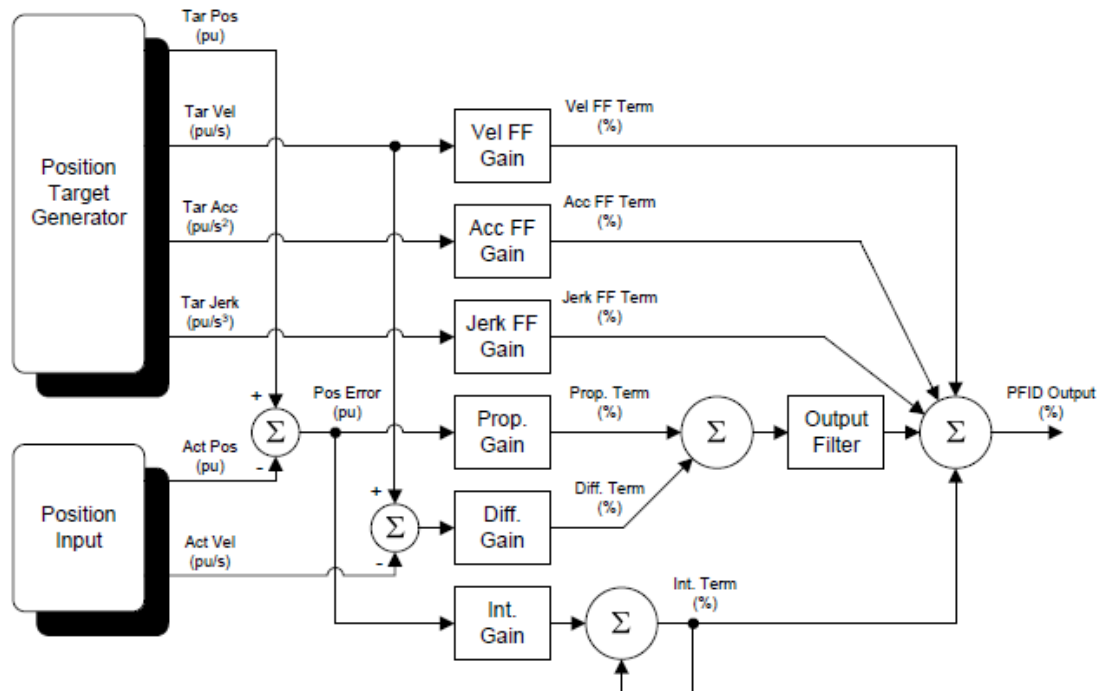 Tar Pos
(pu)
Tar Vel
(pu/s)
Vel FF Term
(%)
Vel FF
Gain
Position
Target
Generator
Tar Acc
(pu/s²)
Acc FF Term
(%)
Acc FF
Gain
Tar Jerk
(pu/s³)
Jerk FF Term
(%)
Jerk FF
Gain
+
Pos Error
(pu)
Prop. Term
(%)
PFID Output
(%)
Σ
Prop.
Gain
Σ
Output
Filter
Σ
Act Pos
(pu)
-
Position
Input
+
Σ
Diff. Term
(%)
Diff.
Gain
Act Vel
(pu/s)
-
Int.
Gain
Σ
Int. Term
(%)